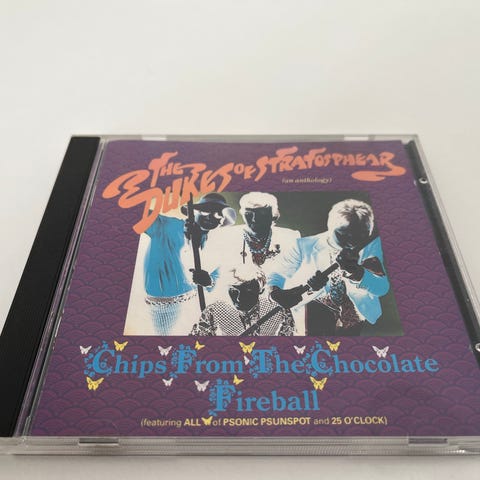 THE
DUKES OF STRATOSPHEAR
(an anthology)
Chips From The Chocolate
Fireball
(featuring ALL of PSONIC PSUNSPOT and 25 O'CLOCK)